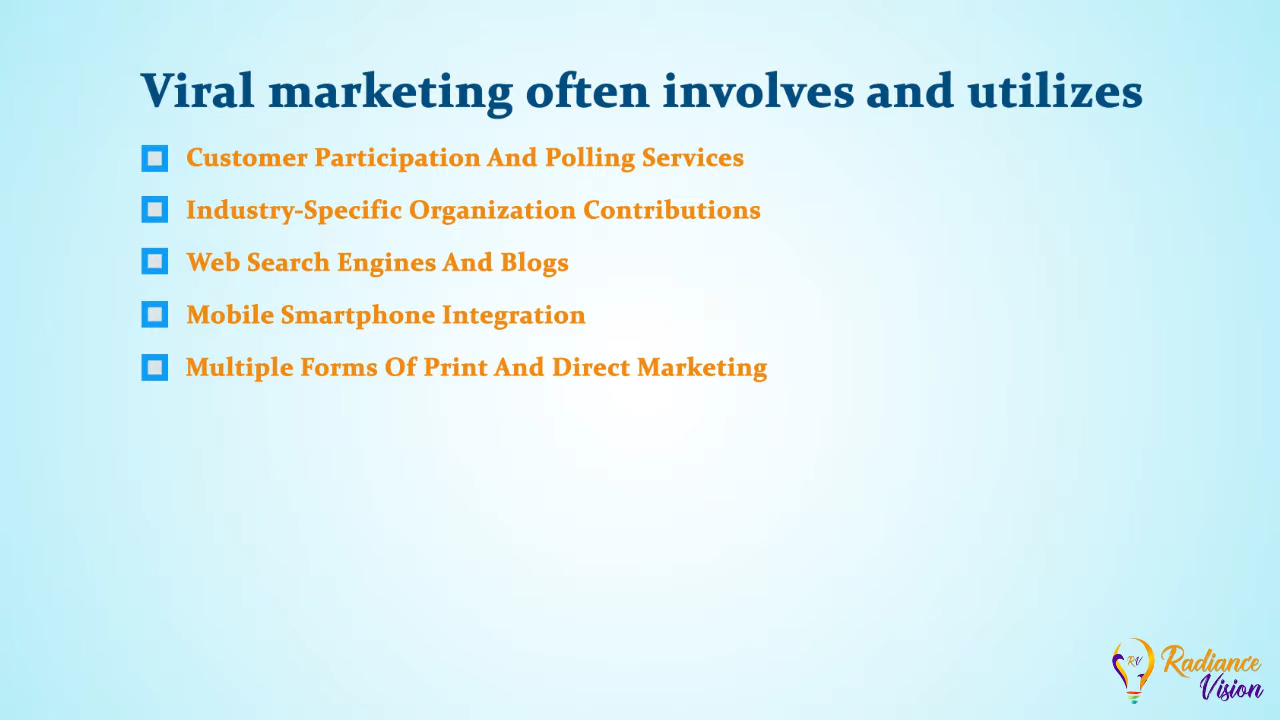 Viral marketing often involves and utilizes
Customer Participation And Polling Services
Industry-Specific Organization Contributions
Web Search Engines And Blogs
Mobile Smartphone Integration
Multiple Forms Of Print And Direct Marketing
RV
Radiance
Vision